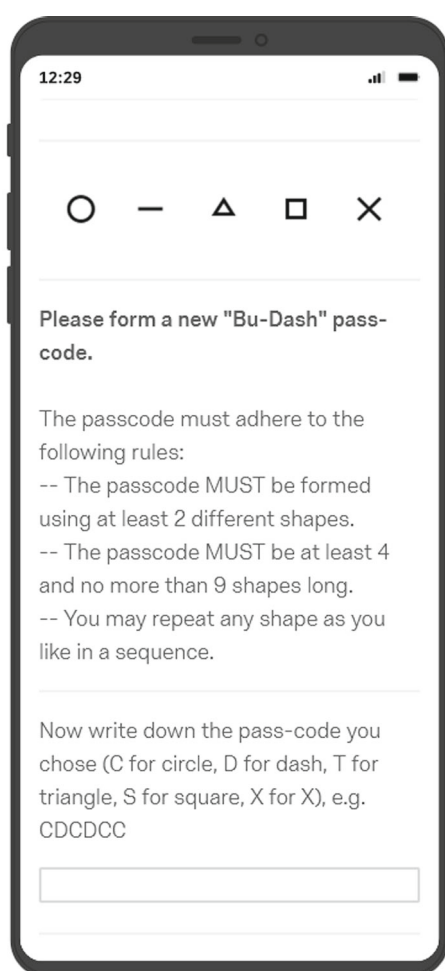 12:29
Please form a new "Bu-Dash" pass-
code.
The passcode must adhere to the
following rules:
-- The passcode MUST be formed
using at least 2 different shapes.
-- The passcode MUST be at least 4
and no more than 9 shapes long.
-- You may repeat any shape as you
like in a sequence.
Now write down the pass-code you
chose (C for circle, D for dash, T for
triangle, S for square, X for X), e.g.
CDCDCC